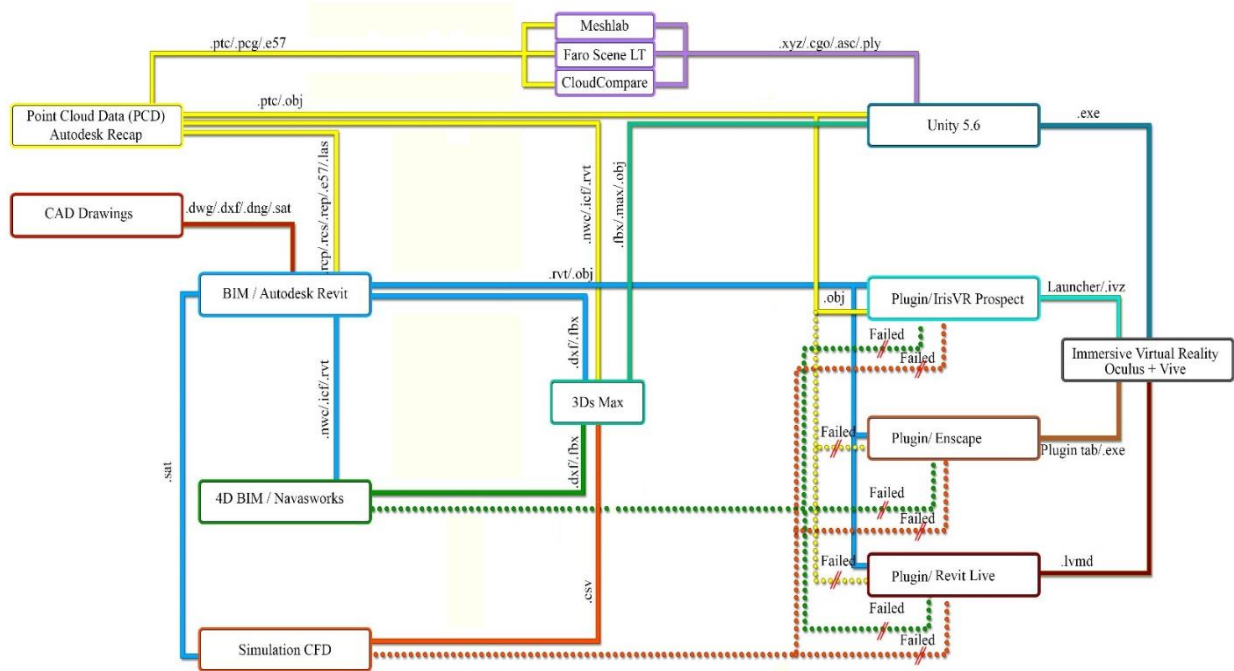 Meshlab
.ptc/.pcg/.e57
Faro Scene LT
.xyz/.cgo/.asc/.ply
CloudCompare
.ptc/.obj
Point Cloud Data (PCD)
Autodesk Recap
Unity 5.6
.exe
.rcp/.rcs/.rep/.e57/.las
.nwc/.icf/.rvt
.fbx/.max/.obj
CAD Drawings
.dwg/.dxf/.dng/.sat
BIM / Autodesk Revit
.rvt/.obj
.obj
Plugin/IrisVR Prospect
Launcher/.ivz
Failed
Failed
.dxf/.fbx
Immersive Virtual Reality
Oculus + Vive
3Ds Max
.nwc/.icf/.rvt
.sat
.dxf/.fbx
Failed
Plugin/ Enscape
Plugin tab/.exe
4D BIM / Navasworks
Failed
Failed
Failed
Plugin/ Revit Live
.lvmd
.csv
Failed
Simulation CFD
Failed